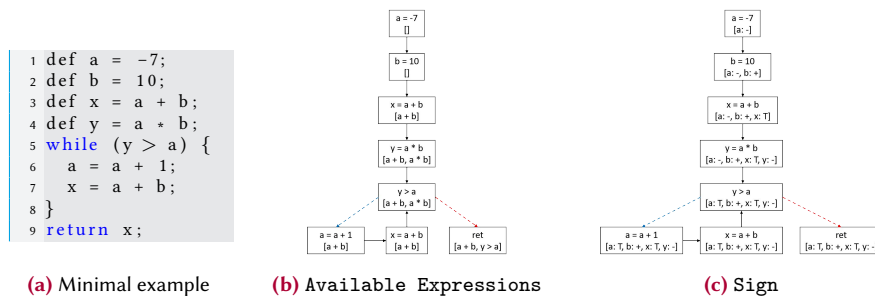 1 def a = -7;
2 def b = 10;
3 def x = a + b;
4 def y = a * b;
5 while (y > a) {
6 a = a + 1;
7 x = a + b;
8 }
9 return x;
(a) Minimal example
a = -7
[]
b = 10
[]
x = a + b
[a + b]
y = a * b
[a + b, a * b]
y > a
[a + b, a * b]
a = a + 1
[a + b]
x = a + b
[a + b]
ret
[a + b, y > a]
(b) Available Expressions
a = -7
[a: -]
b = 10
[a: -, b: +]
x = a + b
[a: -, b: +, x: T]
y = a * b
[a: -, b: +, x: T, y: -]
y > a
[a: T, b: +, x: T, y: -]
a = a + 1
[a: T, b: +, x: T, y: -]
x = a + b
[a: T, b: +, x: T, y: -]
ret
[a: T, b: +, x: T, y: -]
(c) Sign